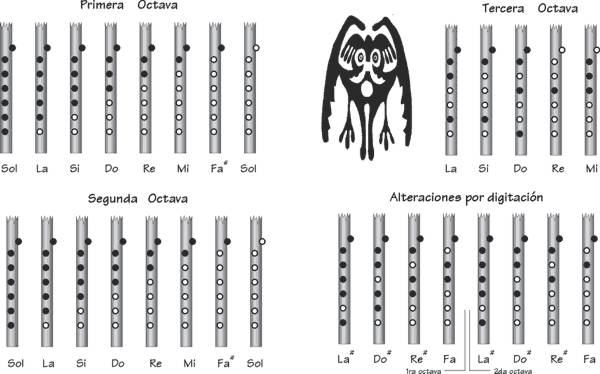 Primera Octava
Sol La Si Do Re Mi Fa# Sol
Tercera Octava
La Si Do Re Mi
Segunda Octava
Sol La Si Do Re Mi Fa# Sol
Alteraciones por digitación
La# Do# Re# Fa La# Do# Re# Fa
1ra octava 2da octava